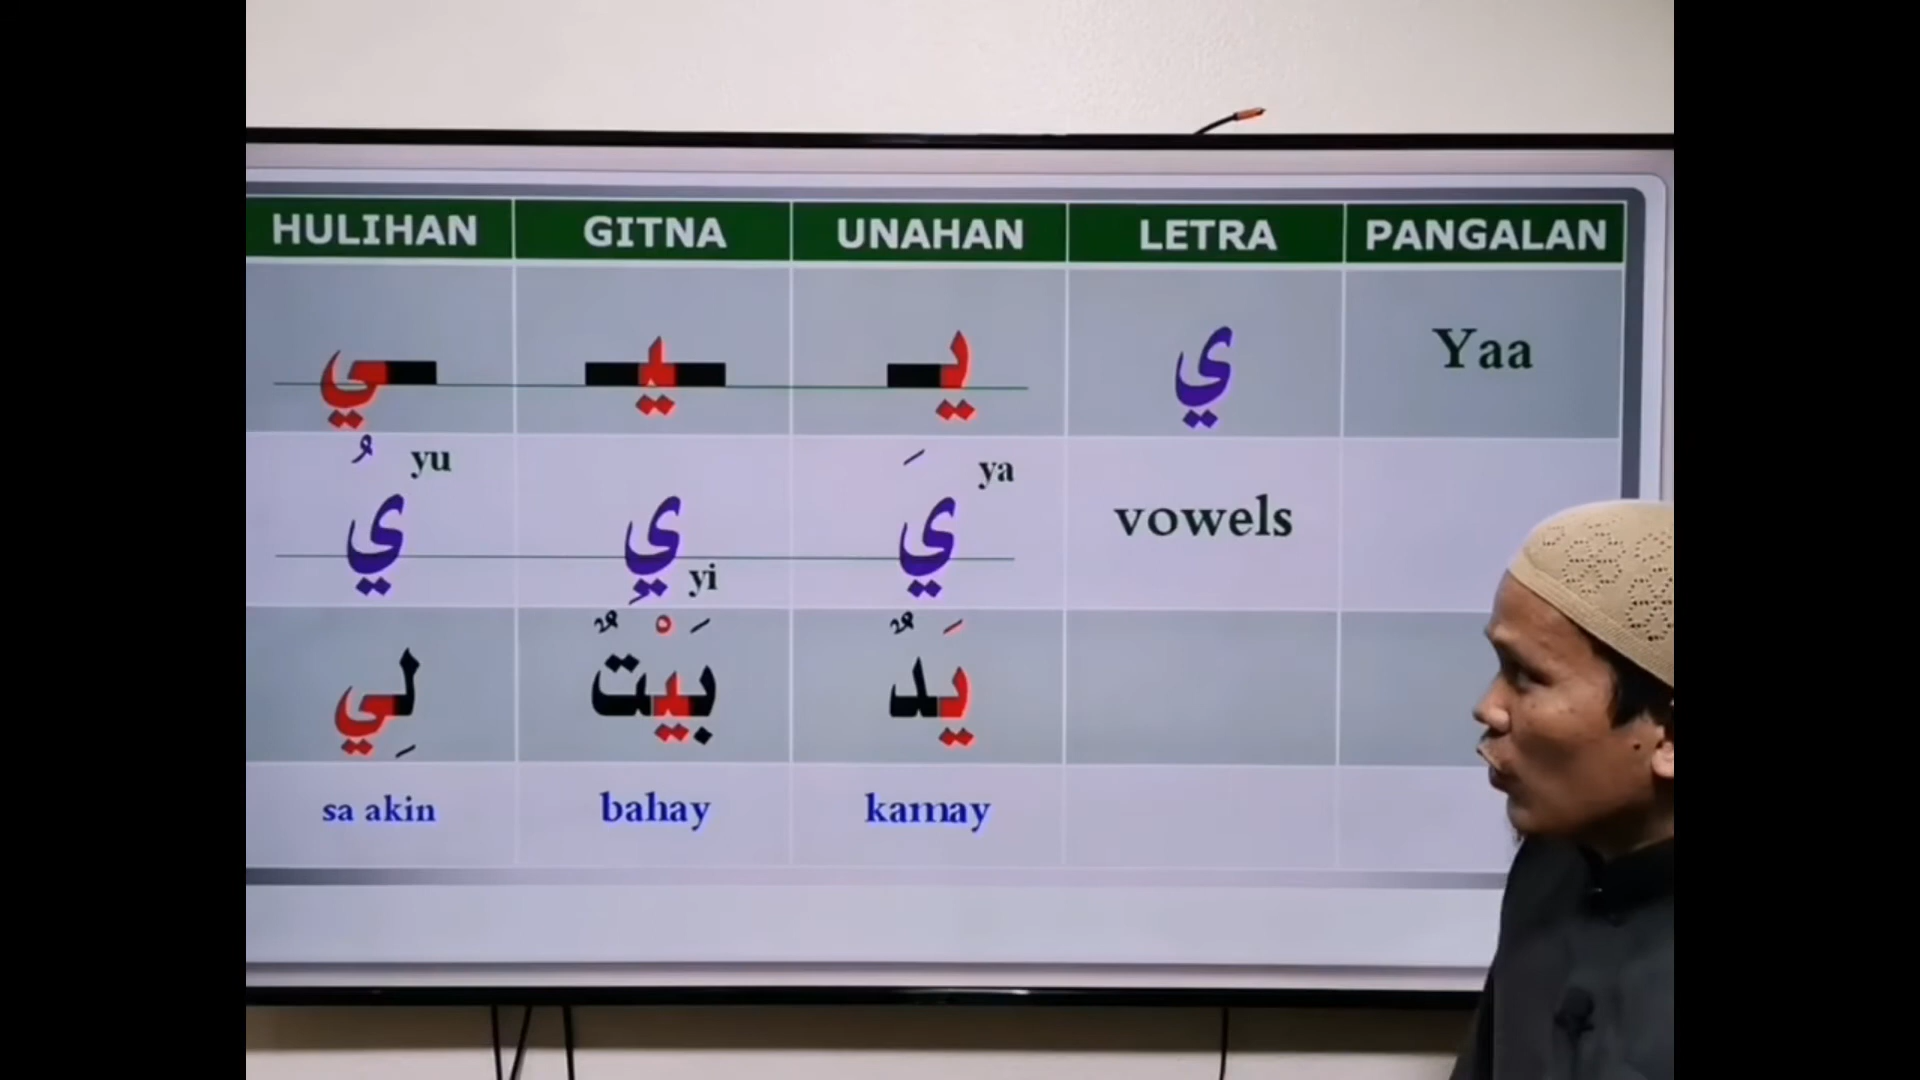 HULIHAN GITNA UNAHAN LETRA PANGALAN
ـي ـيـ يـ ي Yaa
يُ yu يِ yi يَ ya vowels
لِي بَيْتٌ يَدٌ
sa akin bahay kamay